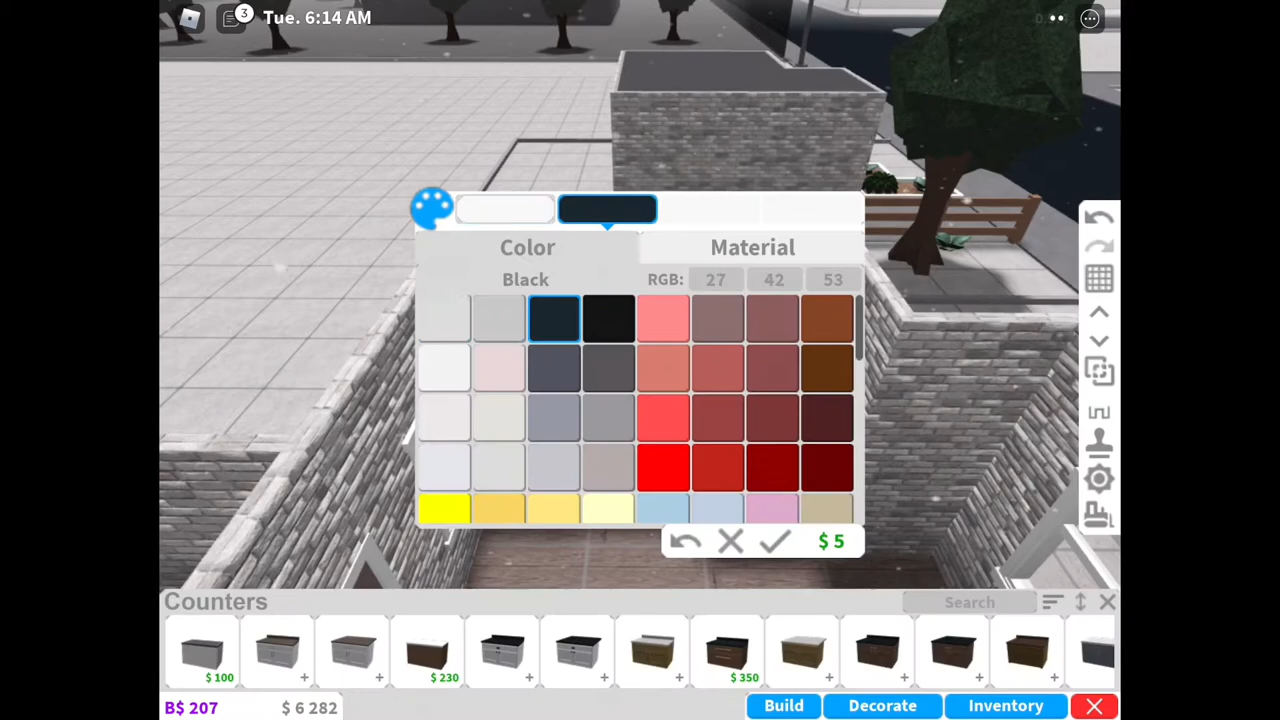 3 Tue. 6:14 AM
Color Material
Black RGB: 27 42 53
$ 5
Counters Search
$ 100 + + $ 230 + + + $ 350 + + + +
B$ 207 $ 6 282 Build Decorate Inventory